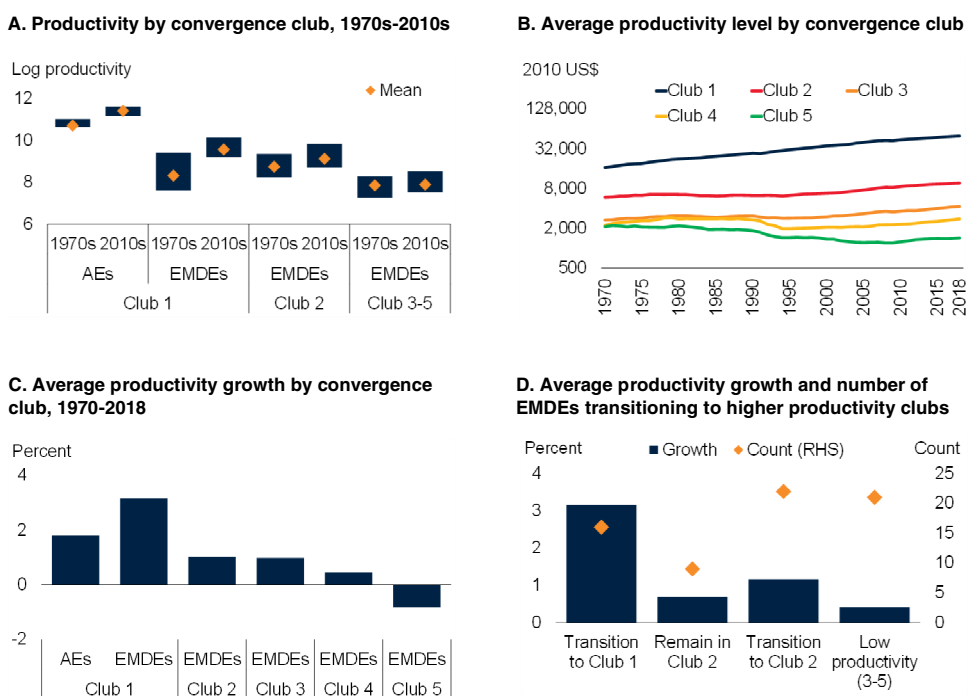 A. Productivity by convergence club, 1970s-2010s
Log productivity
Mean
12
10
8
6
1970s 2010s 1970s 2010s 1970s 2010s 1970s 2010s
AEs EMDEs EMDEs EMDEs
Club 1 Club 2 Club 3-5
B. Average productivity level by convergence club
2010 US$
Club 1 Club 2 Club 3
Club 4 Club 5
128,000
32,000
8,000
2,000
500
1970 1975 1980 1985 1990 1995 2000 2005 2010 2015 2018
C. Average productivity growth by convergence
club, 1970-2018
Percent
4
2
0
-2
AEs EMDEs EMDEs EMDEs EMDEs EMDEs
Club 1 Club 2 Club 3 Club 4 Club 5
D. Average productivity growth and number of
EMDEs transitioning to higher productivity clubs
Percent Growth Count (RHS) Count
4 25
3 20
2 15
1 10
0 5
0
Transition Remain in Transition Low
to Club 1 Club 2 to Club 2 productivity
(3-5)